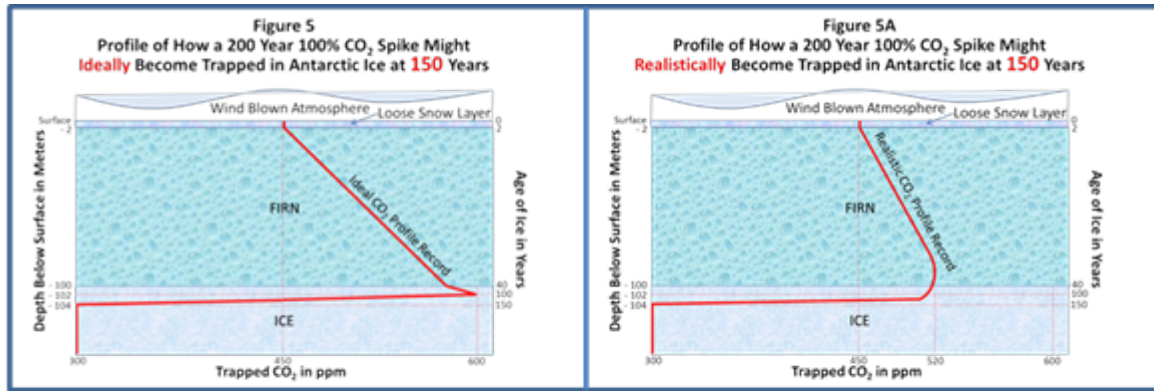 Figure 5
Profile of How a 200 Year 100% CO₂ Spike Might
Ideally Become Trapped in Antarctic Ice at 150 Years
Wind Blown Atmosphere
Loose Snow Layer
Surface
- 2
0
2
Depth Below Surface in Meters
FIRN
Ideal CO₂ Profile Record
Age of Ice in Years
- 100
- 102
- 104
40
100
150
ICE
300
450
600
Trapped CO₂ in ppm
Figure 5A
Profile of How a 200 Year 100% CO₂ Spike Might
Realistically Become Trapped in Antarctic Ice at 150 Years
Wind Blown Atmosphere
Loose Snow Layer
Surface
- 2
0
2
Depth Below Surface in Meters
FIRN
Realistic CO₂ Profile Record
Age of Ice in Years
- 100
- 102
- 104
40
100
150
ICE
300
450
520
600
Trapped CO₂ in ppm